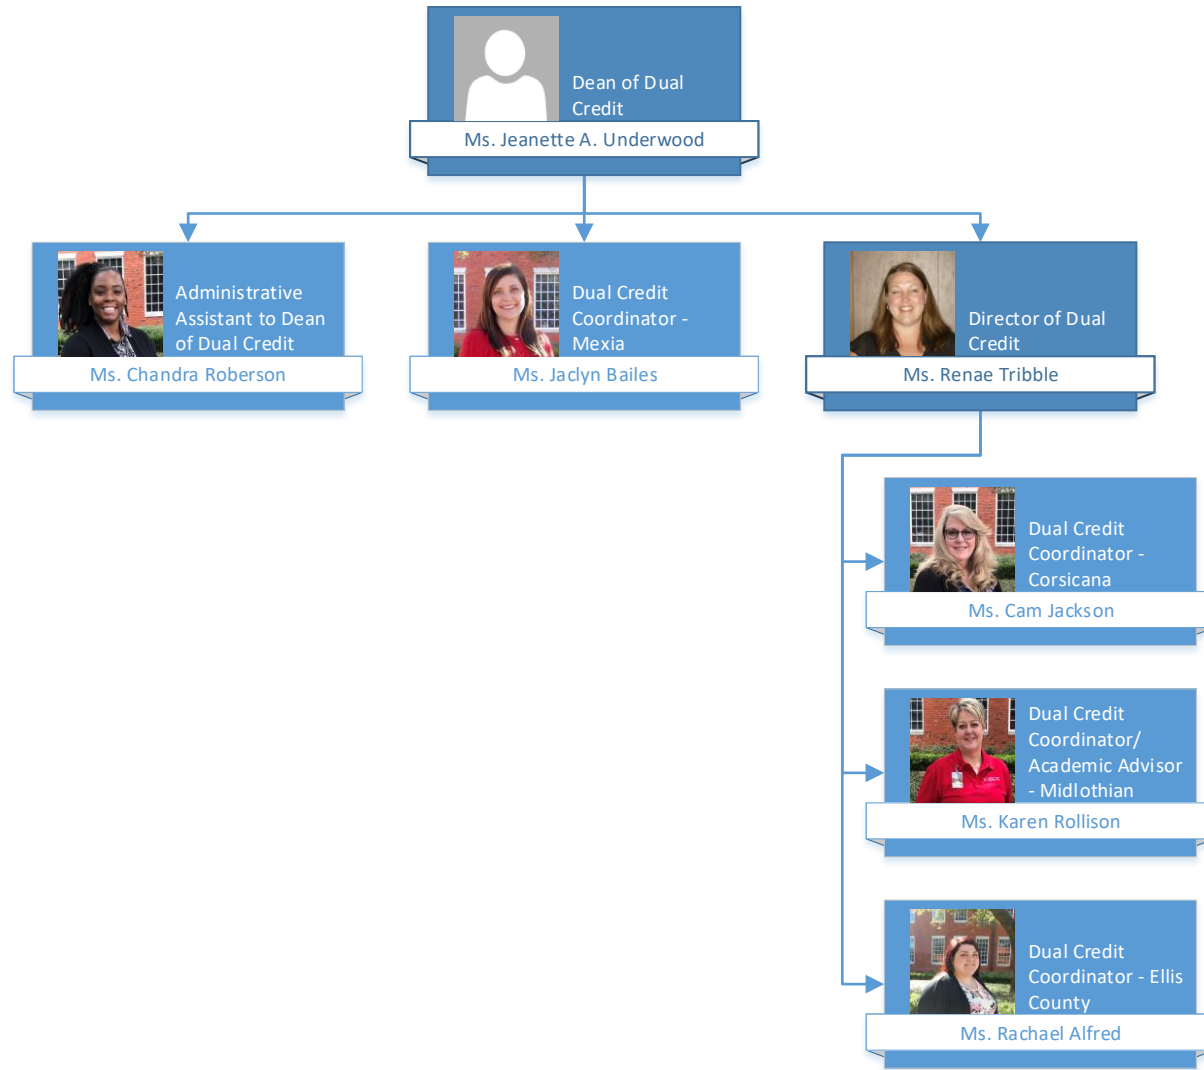 Dean of Dual
Credit
Ms. Jeanette A. Underwood
Administrative
Assistant to Dean
of Dual Credit
Ms. Chandra Roberson
Dual Credit
Coordinator -
Mexia
Ms. Jaclyn Bailes
Director of Dual
Credit
Ms. Renae Tribble
Dual Credit
Coordinator -
Corsicana
Ms. Cam Jackson
Dual Credit
Coordinator/
Academic Advisor
- Midlothian
Ms. Karen Rollison
Dual Credit
Coordinator - Ellis
County
Ms. Rachael Alfred